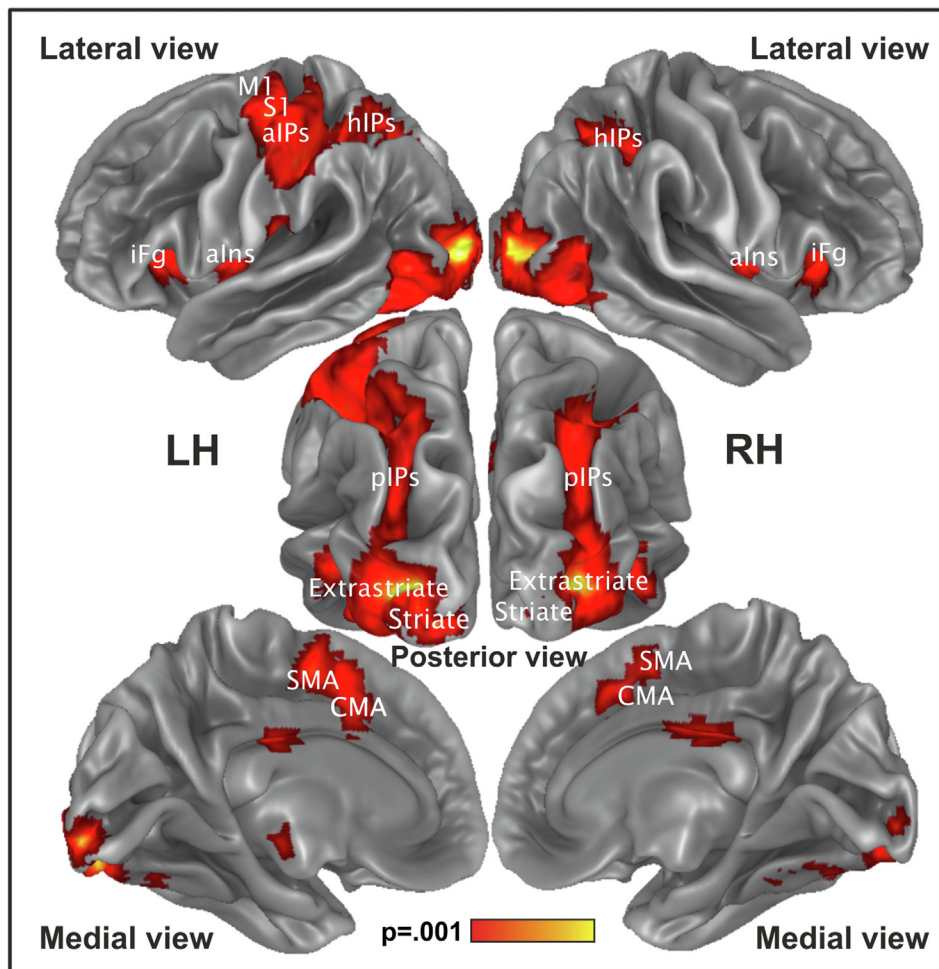 Lateral view
Lateral view
M1
S1
aIPs
hIPs
hIPs
iFg
aIns
aIns
iFg
LH
RH
pIPs
pIPs
Extrastriate
Extrastriate
Striate
Striate
Posterior view
SMA
CMA
SMA
CMA
p=.001
Medial view
Medial view